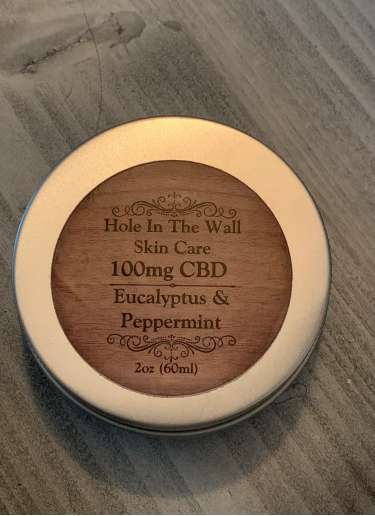 Hole In The Wall
Skin Care
100mg CBD
Eucalyptus &
Peppermint
2oz (60ml)